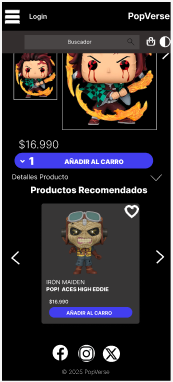 Login
PopVerse
Buscador
$16.990
1
AÑADIR AL CARRO
Detalles Producto
Productos Recomendados
IRON MAIDEN
POP! ACES HIGH EDDIE
$16.990
AÑADIR AL CARRO
© 2025 PopVerse